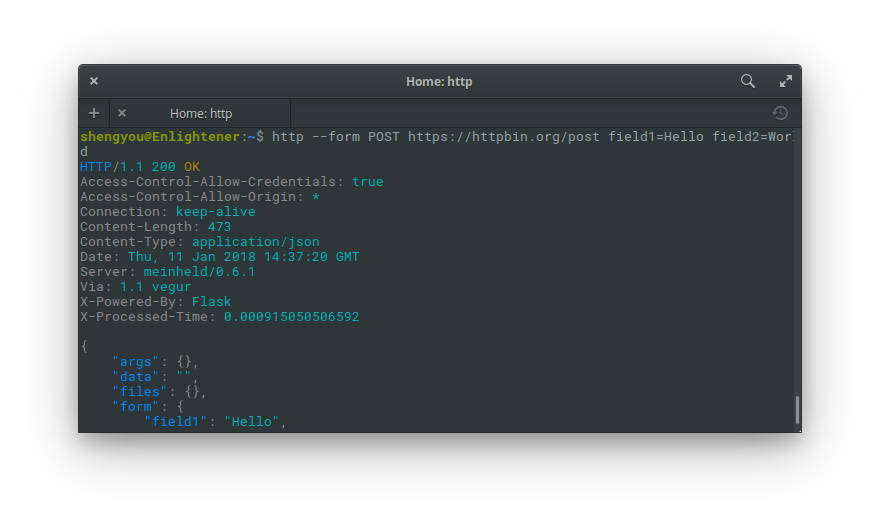 Home: http
Home: http
shengyou@Enlightener:~$ http --form POST https://httpbin.org/post field1=Hello field2=Worl
d
HTTP/1.1 200 OK
Access-Control-Allow-Credentials: true
Access-Control-Allow-Origin: *
Connection: keep-alive
Content-Length: 473
Content-Type: application/json
Date: Thu, 11 Jan 2018 14:37:20 GMT
Server: meinheld/0.6.1
Via: 1.1 vegur
X-Powered-By: Flask
X-Processed-Time: 0.000915050506592
{
    "args": {},
    "data": "",
    "files": {},
    "form": {
        "field1": "Hello",